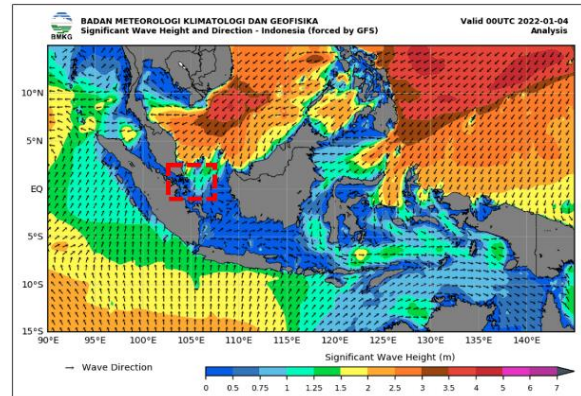 BADAN METEOROLOGI KLIMATOLOGI DAN GEOFISIKA
Significant Wave Height and Direction - Indonesia (forced by GFS)
Valid 00UTC 2022-01-04
Analysis
BMKG
10°N
5°N
EQ
5°S
10°S
15°S
90°E 95°E 100°E 105°E 110°E 115°E 120°E 125°E 130°E 135°E 140°E
→ Wave Direction
Significant Wave Height (m)
0 0.5 0.75 1 1.25 1.5 2 2.5 3 3.5 4 5 6 7